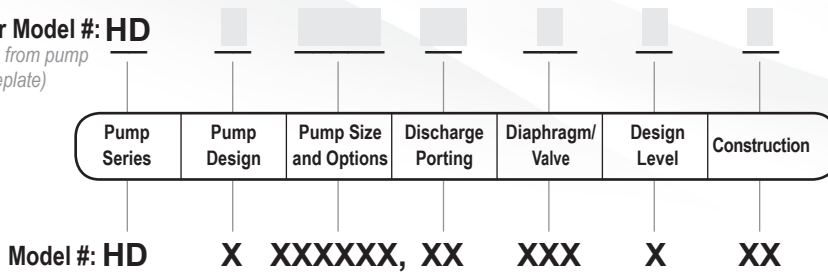 r Model #: HD
from pump
eplate)
Pump Series
Pump Design
Pump Size and Options
Discharge Porting
Diaphragm/ Valve
Design Level
Construction
Model #: HD X XXXXXX, XX XXX X XX